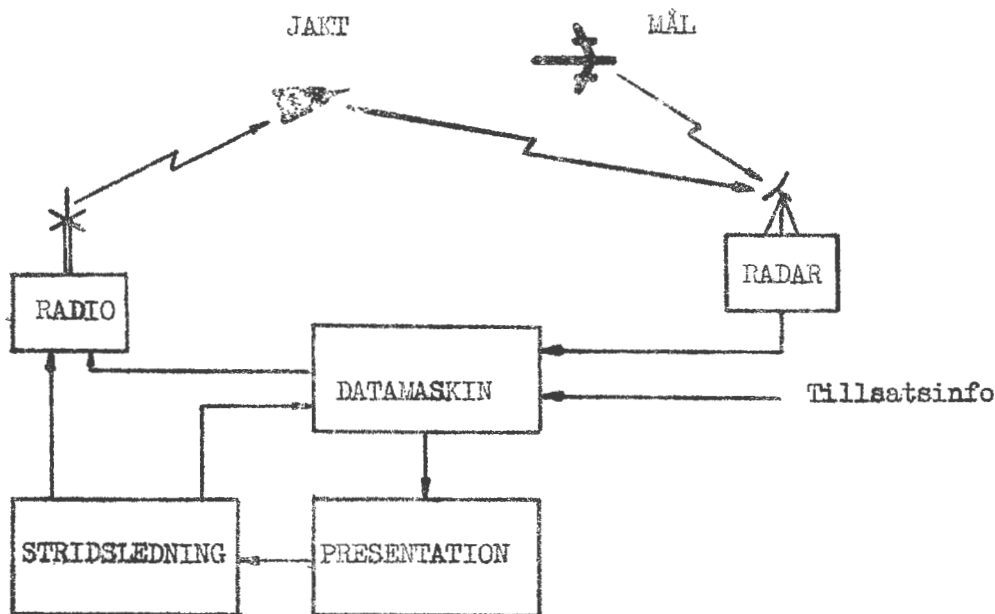 JAKT
MÅL
RADAR
RADIO
DATAMASKIN
Tillsatsinfo
STRIDSLEDNING
PRESENTATION